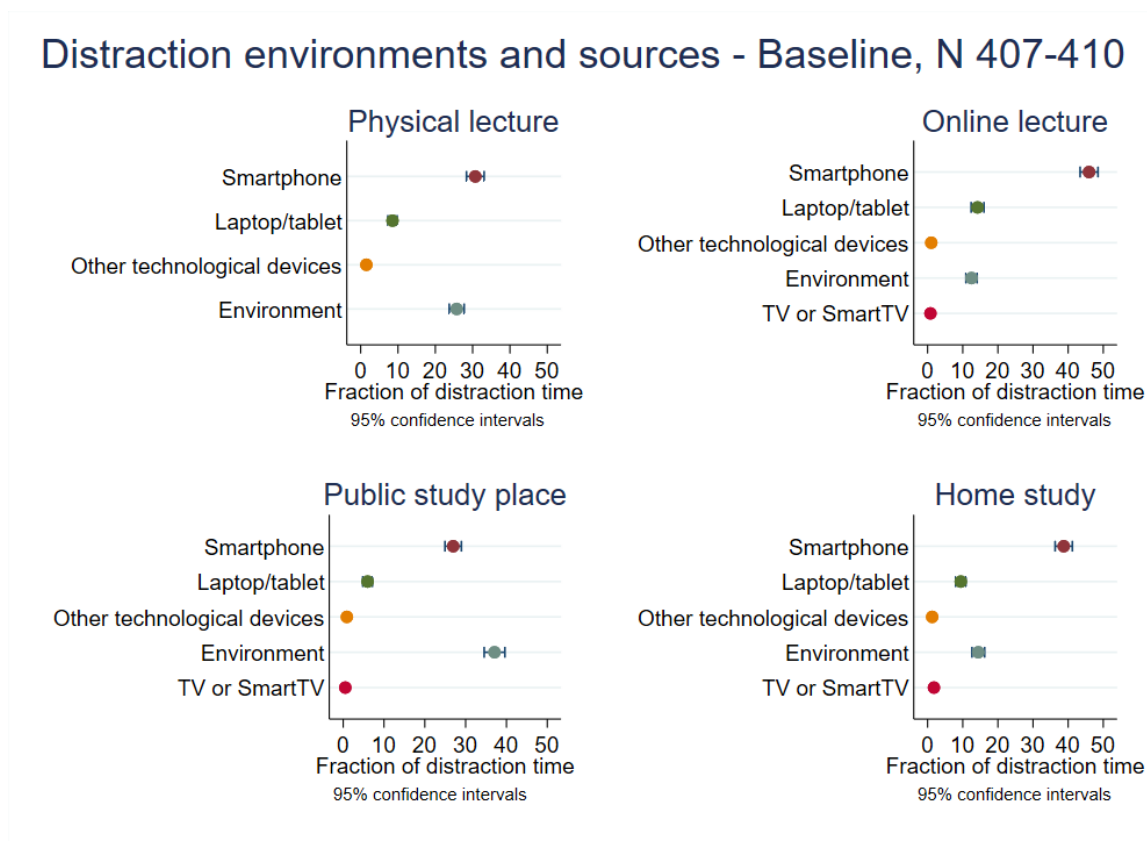 Distraction environments and sources - Baseline, N 407-410
Physical lecture
Smartphone
Laptop/tablet
Other technological devices
Environment
0 10 20 30 40 50
Fraction of distraction time
95% confidence intervals
Online lecture
Smartphone
Laptop/tablet
Other technological devices
Environment
TV or SmartTV
0 10 20 30 40 50
Fraction of distraction time
95% confidence intervals
Public study place
Smartphone
Laptop/tablet
Other technological devices
Environment
TV or SmartTV
0 10 20 30 40 50
Fraction of distraction time
95% confidence intervals
Home study
Smartphone
Laptop/tablet
Other technological devices
Environment
TV or SmartTV
0 10 20 30 40 50
Fraction of distraction time
95% confidence intervals